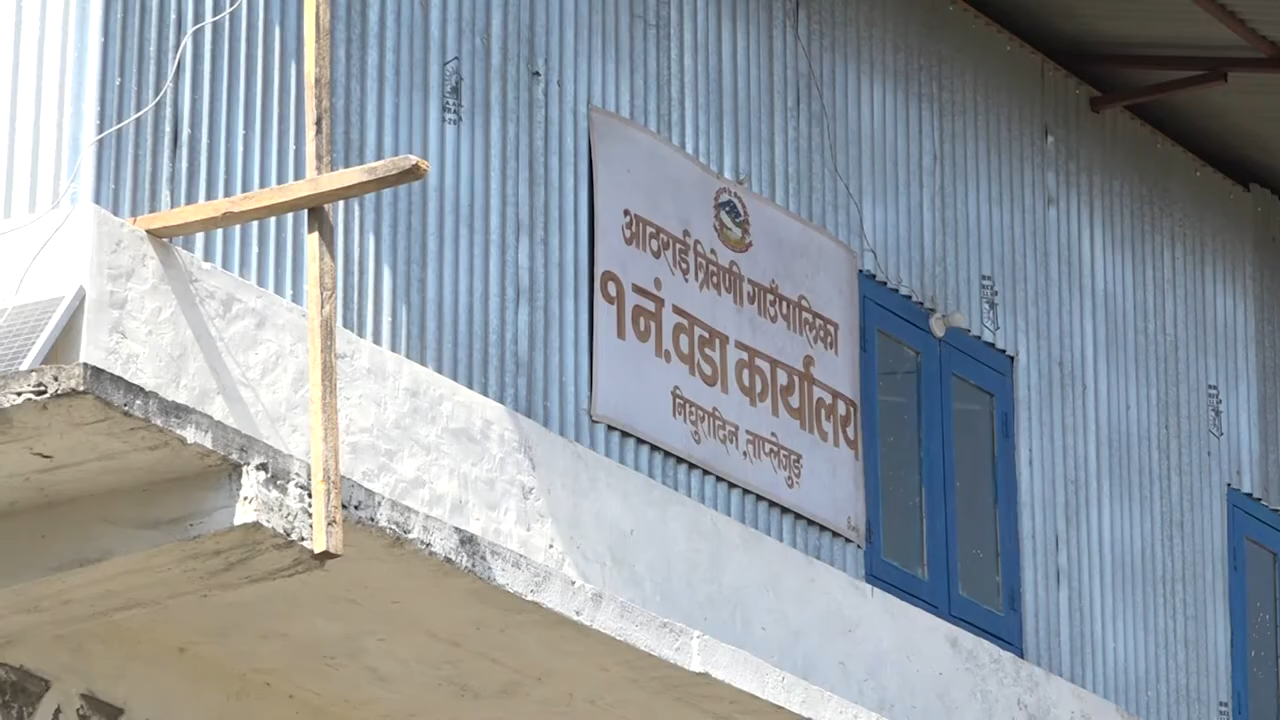 आठराई त्रिवेणी गाउँपालिका
१ नं. वडा कार्यालय
निघुरादिन ,ताप्लेजुङ्ग